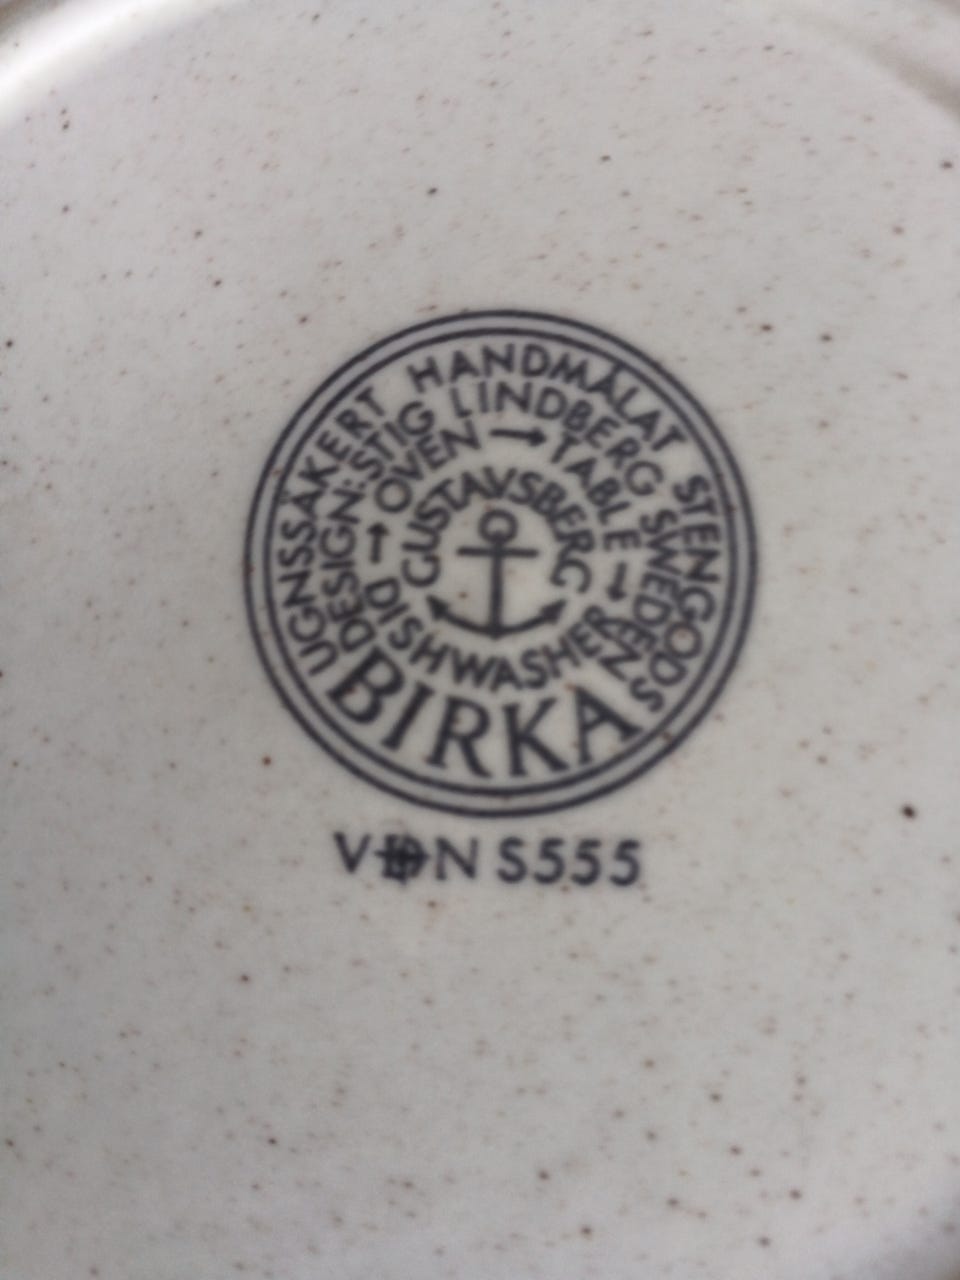 UGNSSÄKERT HANDMÅLAT STENGODS
DESIGN: STIG LINDBERG SWEDEN
DISHWASHER → OVEN → TABLE →
GUSTAVSBERG
BIRKA
VDN S555